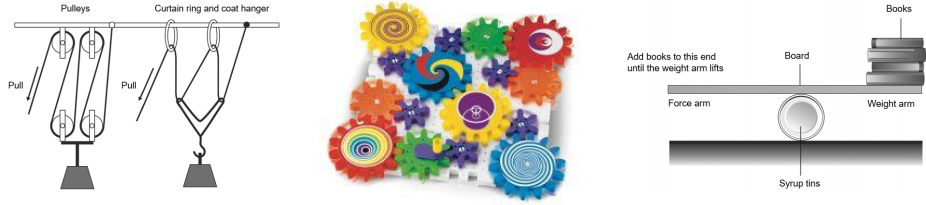 Pulleys
Curtain ring and coat hanger
Pull
Pull
Books
Add books to this end
until the weight arm lifts
Board
Force arm
Weight arm
Syrup tins